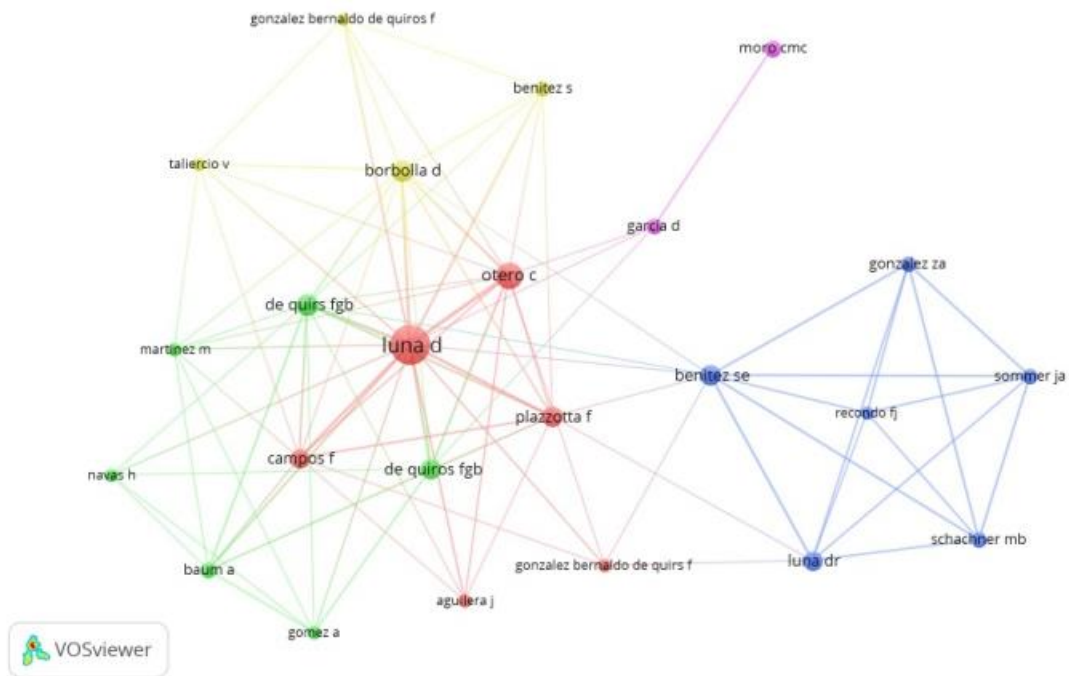 gonzalez bernaldo de quiros f
moro cmc
benitez s
taliercio v
borbolla d
garcia d
gonzalez za
otero c
de quirs fgb
luna d
martinez m
benitez se
sommer ja
recondo fj
plazzotta f
campos f
de quiros fgb
navas h
schachner mb
luna dr
gonzalez bernaldo de quirs f
baum a
aguilera j
gomez a
VOSviewer